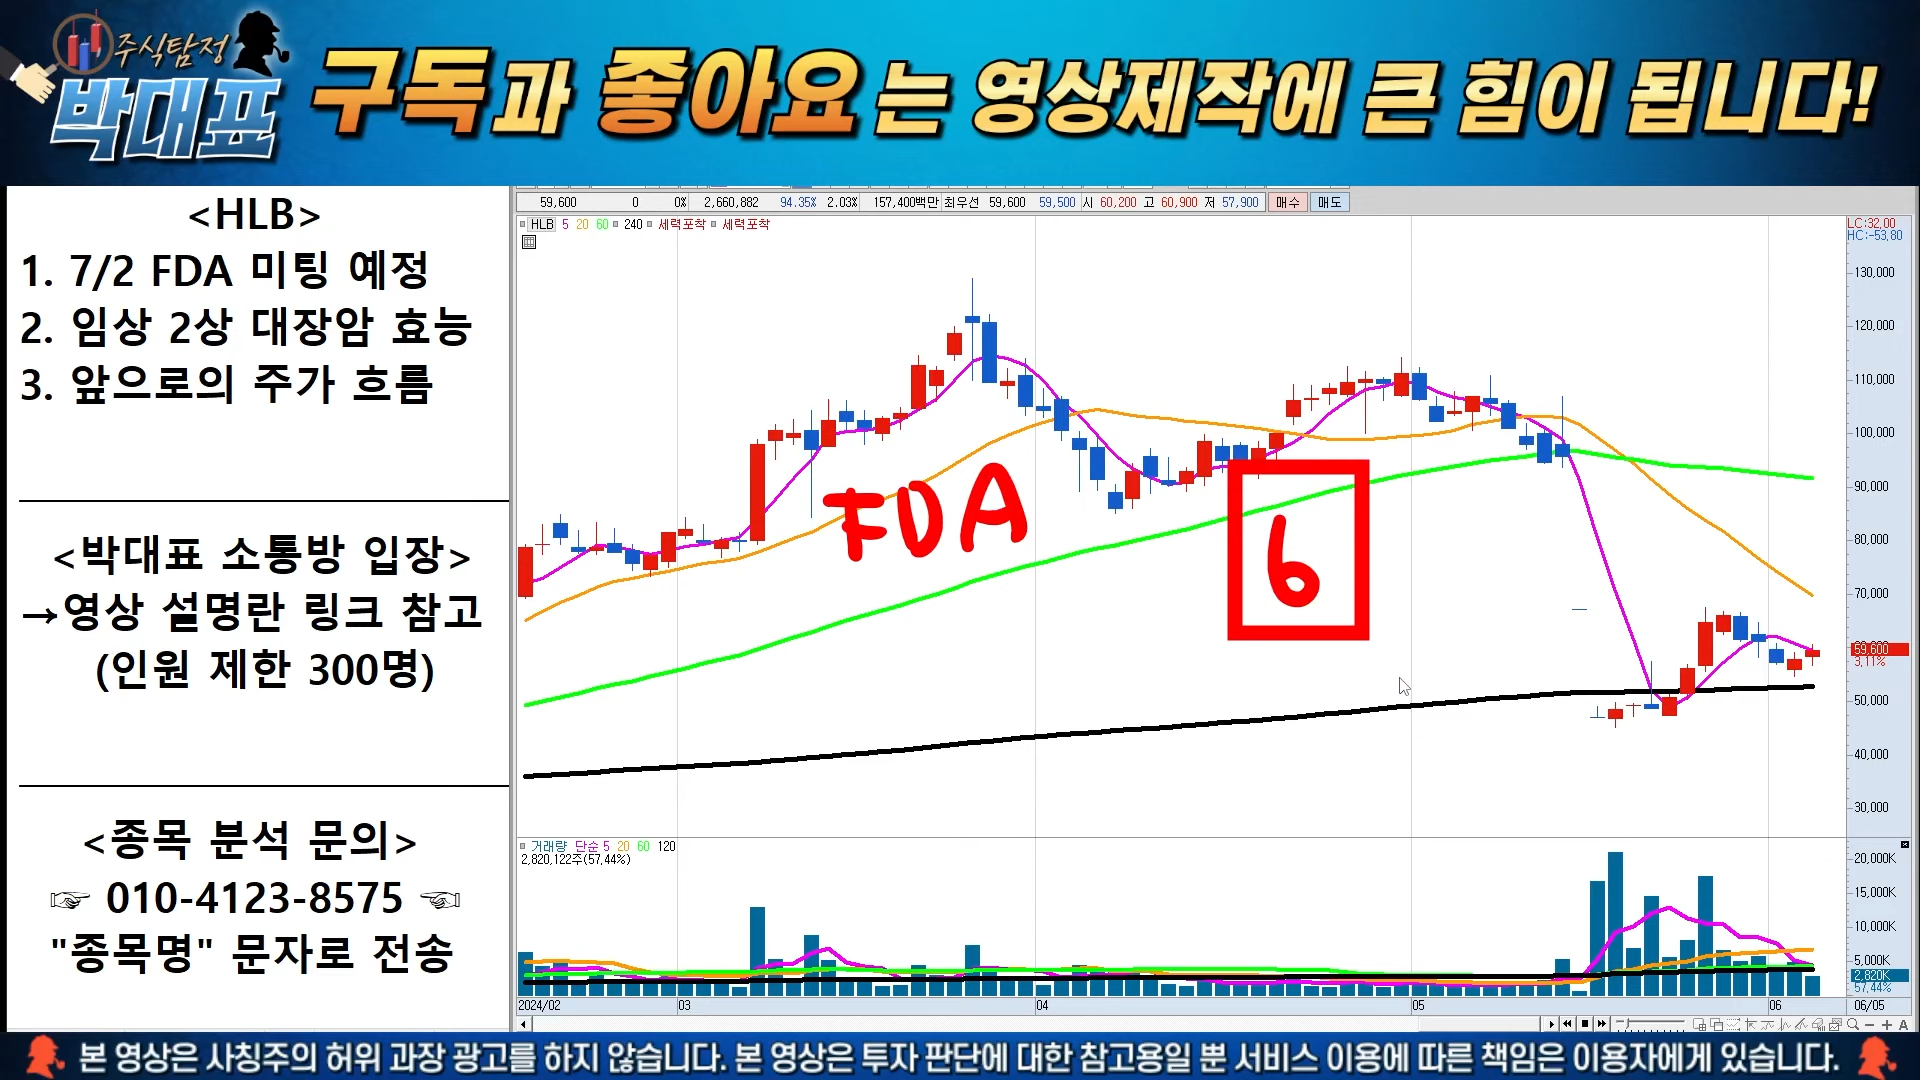 주식탐정
박대표
구독과 좋아요는 영상제작에 큰 힘이 됩니다!
<HLB>
1. 7/2 FDA 미팅 예정
2. 임상 2상 대장암 효능
3. 앞으로의 주가 흐름
<박대표 소통방 입장>
→영상 설명란 링크 참고
(인원 제한 300명)
<종목 분석 문의>
☞ 010-4123-8575 ☜
"종목명" 문자로 전송
59,600 0 0% 2,660,882 94.35% 2.03% 157,400백만 최우선 59,600 59,500 시 60,200 고 60,900 저 57,900 매수 매도
HLB 5 20 60 240 세력포착 세력포착
LC:32,00
HC:-53,80
130,000
120,000
110,000
100,000
90,000
80,000
70,000
59,600
3,11%
50,000
40,000
30,000
FDA
6
거래량 단순 5 20 60 120
2,820,122주(57,44%)
20,000K
15,000K
10,000K
5,000K
2,820K
57,44%
2024/02 03 04 05 06 06/05
A
본 영상은 사칭주의 허위 과장 광고를 하지 않습니다. 본 영상은 투자 판단에 대한 참고용일 뿐 서비스 이용에 따른 책임은 이용자에게 있습니다.